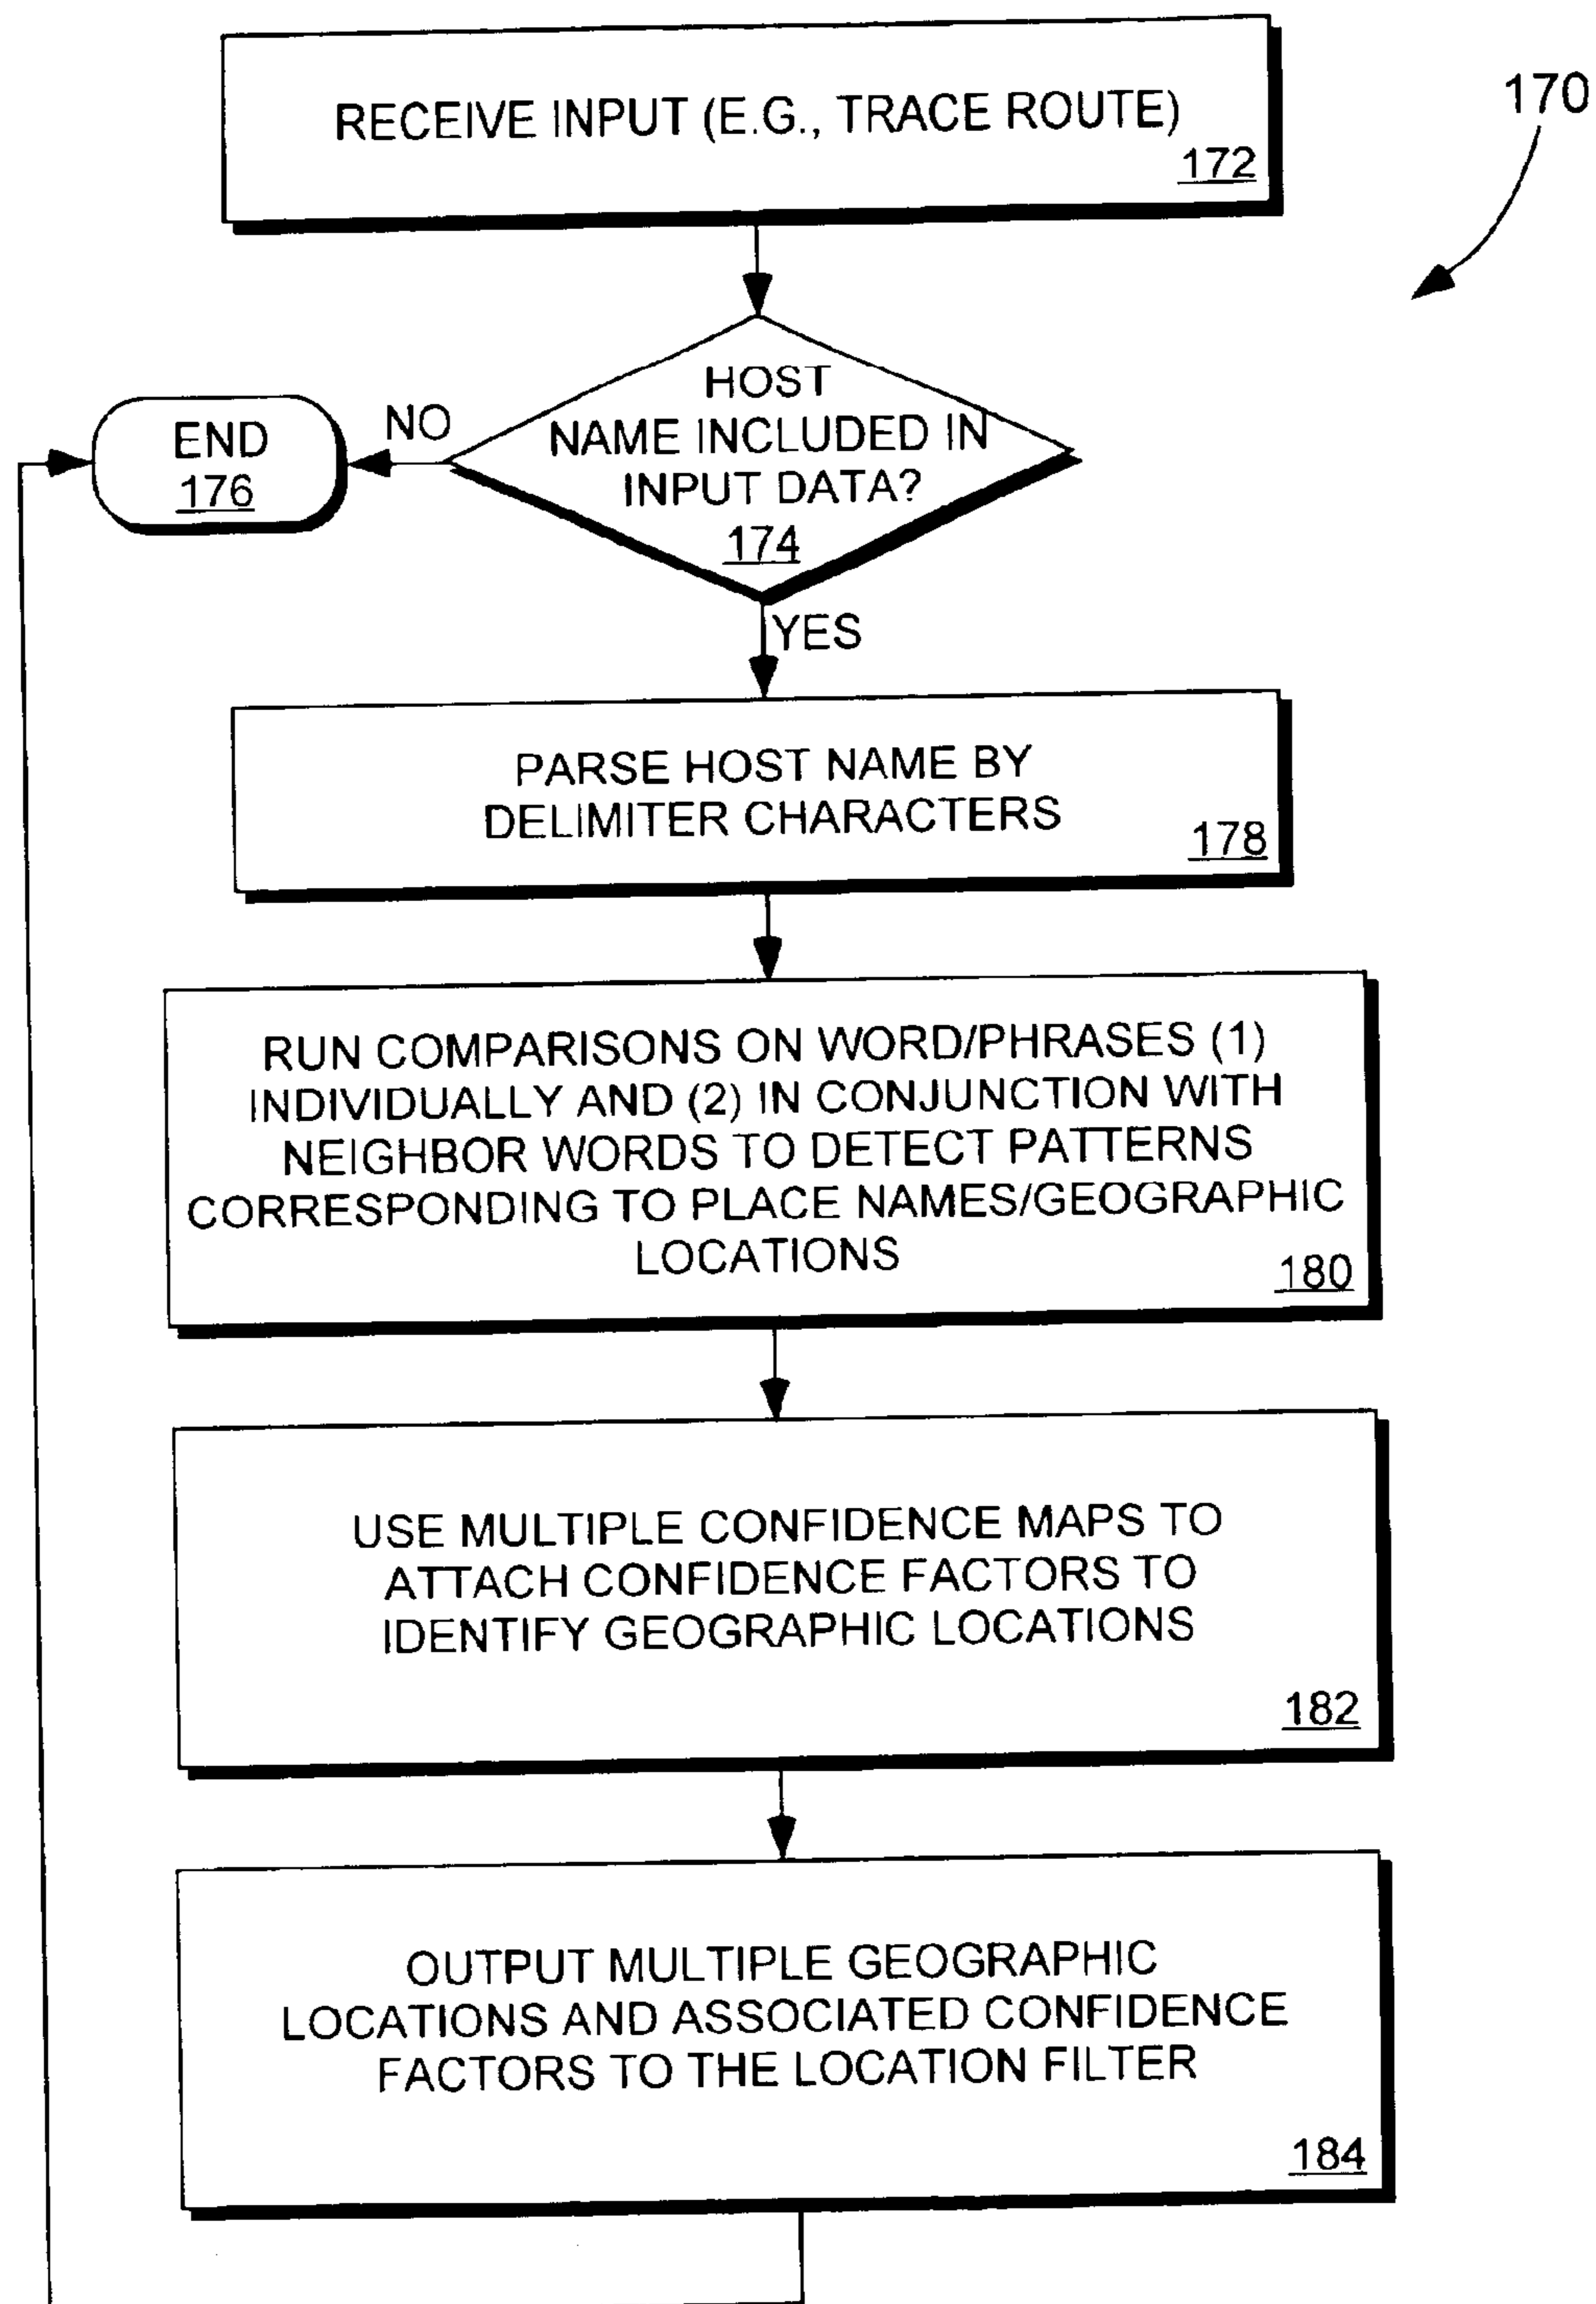 170
RECEIVE INPUT (E.G., TRACE ROUTE)
172
HOST
NAME INCLUDED IN
INPUT DATA?
174
NO
END
176
YES
PARSE HOST NAME BY
DELIMITER CHARACTERS
178
RUN COMPARISONS ON WORD/PHRASES (1)
INDIVIDUALLY AND (2) IN CONJUNCTION WITH
NEIGHBOR WORDS TO DETECT PATTERNS
CORRESPONDING TO PLACE NAMES/GEOGRAPHIC
LOCATIONS
180
USE MULTIPLE CONFIDENCE MAPS TO
ATTACH CONFIDENCE FACTORS TO
IDENTIFY GEOGRAPHIC LOCATIONS
182
OUTPUT MULTIPLE GEOGRAPHIC
LOCATIONS AND ASSOCIATED CONFIDENCE
FACTORS TO THE LOCATION FILTER
184